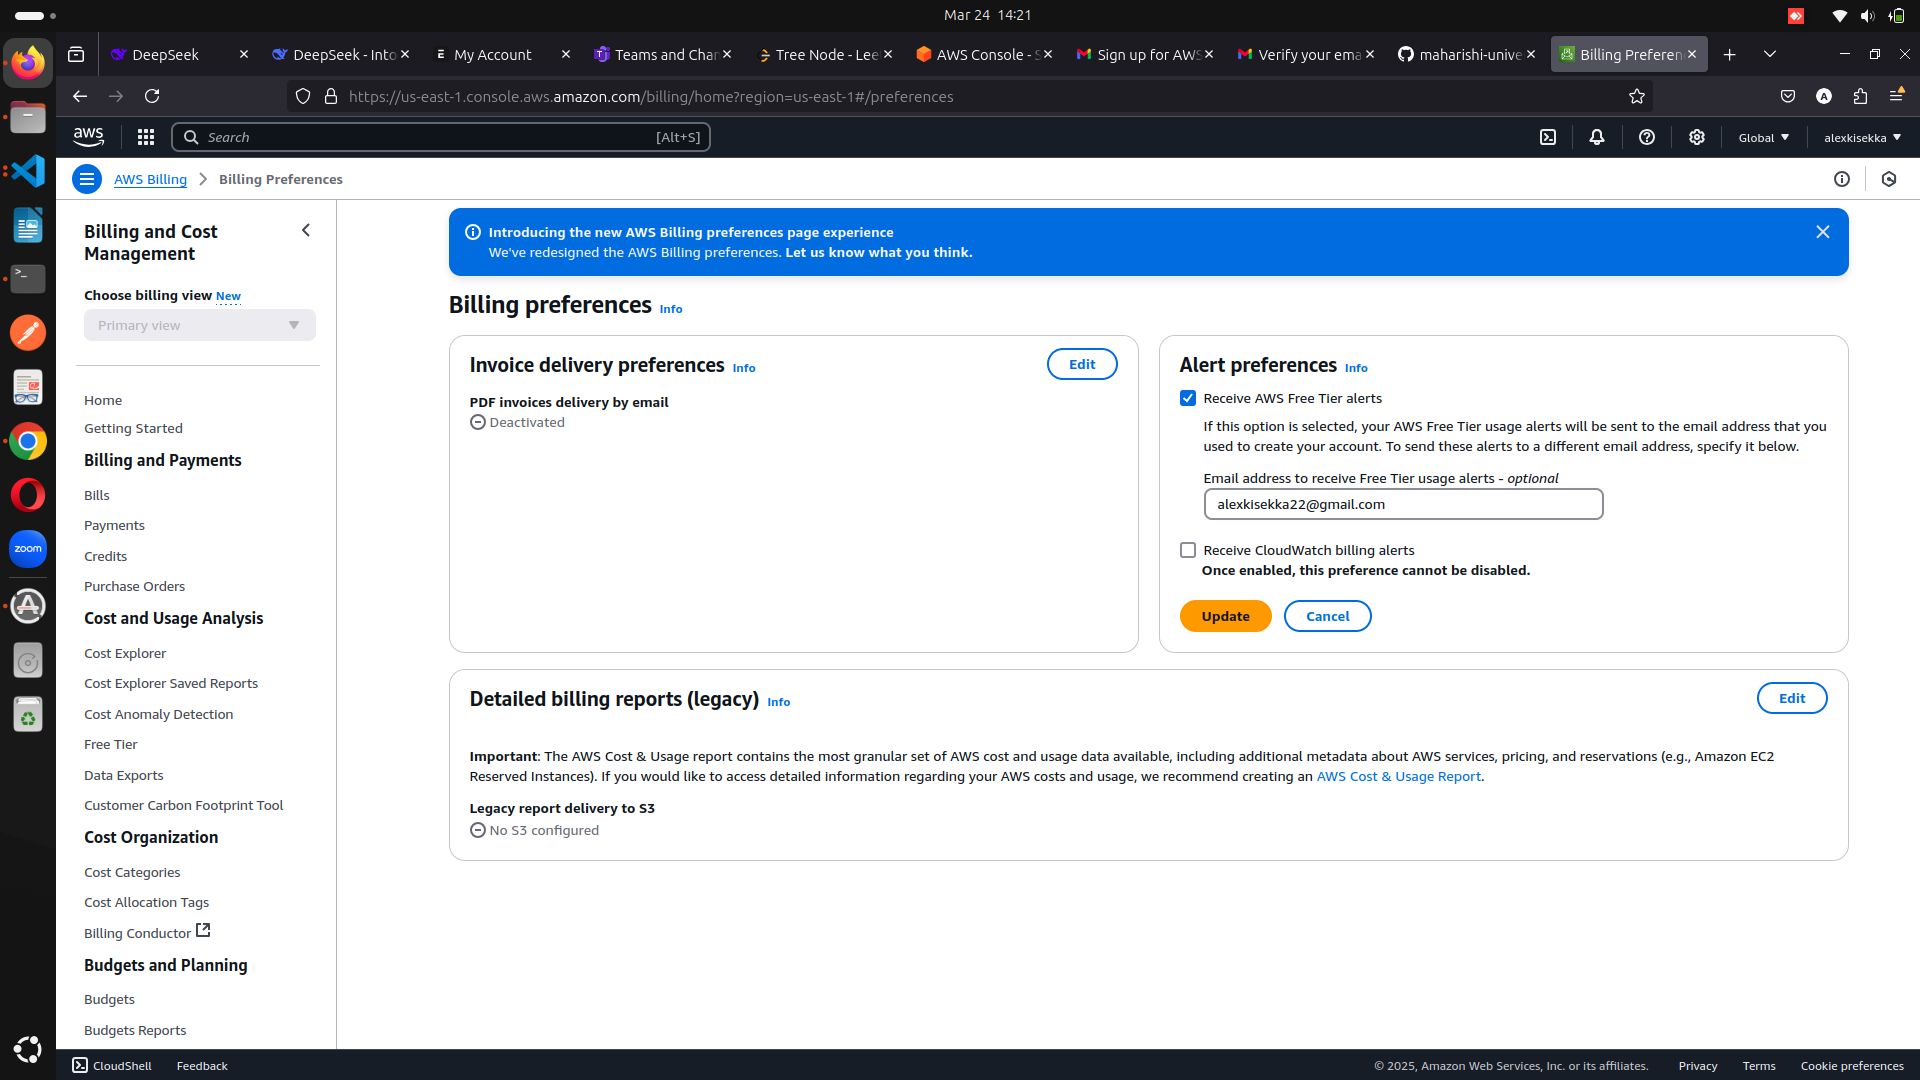 Mar 24 14:21
DeepSeek
DeepSeek - Into
My Account
Teams and Chan
Tree Node - Lee
AWS Console - S
Sign up for AWS
Verify your ema
maharishi-unive
Billing Preferen
https://us-east-1.console.aws.amazon.com/billing/home?region=us-east-1#/preferences
aws
Search
[Alt+S]
Global
alexkisekka
AWS Billing
Billing Preferences
Billing and Cost
Management
Choose billing view New
Primary view
Home
Getting Started
Billing and Payments
Bills
Payments
Credits
Purchase Orders
Cost and Usage Analysis
Cost Explorer
Cost Explorer Saved Reports
Cost Anomaly Detection
Free Tier
Data Exports
Customer Carbon Footprint Tool
Cost Organization
Cost Categories
Cost Allocation Tags
Billing Conductor
Budgets and Planning
Budgets
Budgets Reports
Introducing the new AWS Billing preferences page experience
We've redesigned the AWS Billing preferences. Let us know what you think.
Billing preferences Info
Invoice delivery preferences Info
Edit
PDF invoices delivery by email
Deactivated
Alert preferences Info
Receive AWS Free Tier alerts
If this option is selected, your AWS Free Tier usage alerts will be sent to the email address that you
used to create your account. To send these alerts to a different email address, specify it below.
Email address to receive Free Tier usage alerts - optional
alexkisekka22@gmail.com
Receive CloudWatch billing alerts
Once enabled, this preference cannot be disabled.
Update
Cancel
Detailed billing reports (legacy) Info
Edit
Important: The AWS Cost & Usage report contains the most granular set of AWS cost and usage data available, including additional metadata about AWS services, pricing, and reservations (e.g., Amazon EC2
Reserved Instances). If you would like to access detailed information regarding your AWS costs and usage, we recommend creating an AWS Cost & Usage Report.
Legacy report delivery to S3
No S3 configured
zoom
CloudShell
Feedback
© 2025, Amazon Web Services, Inc. or its affiliates.
Privacy
Terms
Cookie preferences